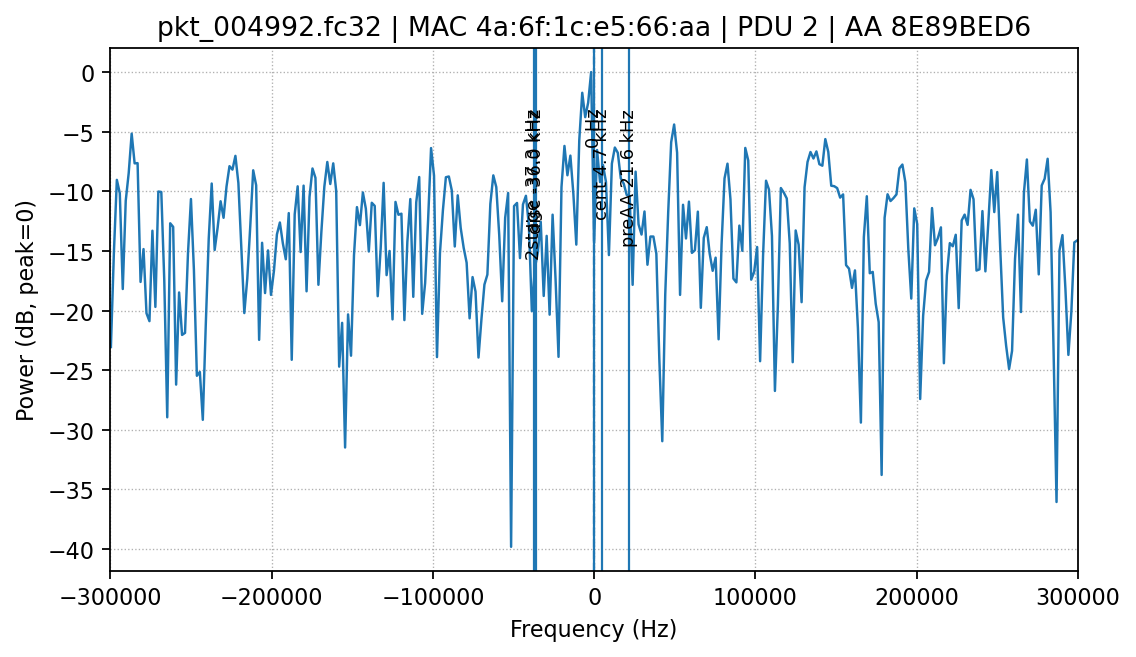 pkt_004992.fc32 | MAC 4a:6f:1c:e5:66:aa | PDU 2 | AA 8E89BED6
Power (dB, peak=0)
0
−5
−10
−15
−20
−25
−30
−35
−40
0 Hz
cent 4.7 kHz
preAA 21.6 kHz
−300000
−200000
−100000
0
100000
200000
300000
Frequency (Hz)